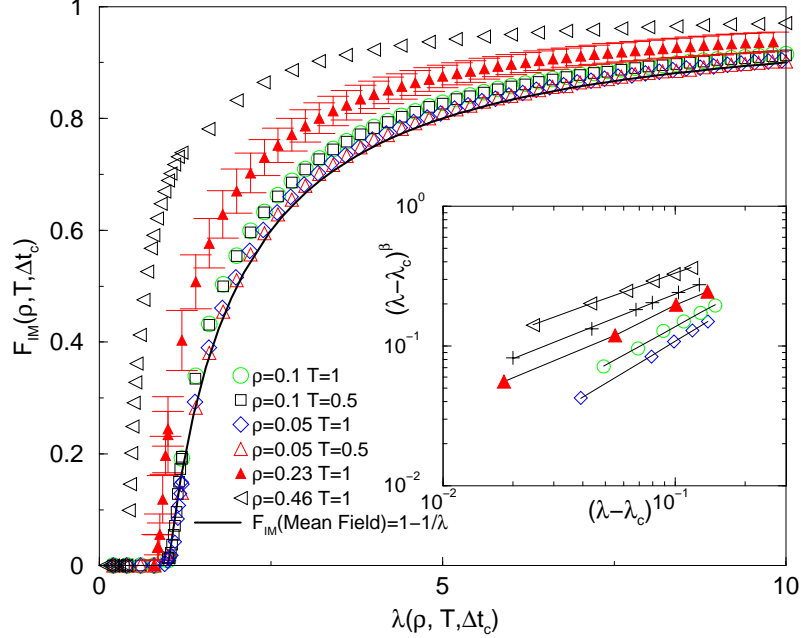 1
0.8
0.6
0.4
0.2
0
F_IM(ρ,T,Δt_c)
0
5
10
λ(ρ, T,Δt_c)
ρ=0.1 T=1
ρ=0.1 T=0.5
ρ=0.05 T=1
ρ=0.05 T=0.5
ρ=0.23 T=1
ρ=0.46 T=1
F_IM(Mean Field)=1−1/λ
10^0
10^−1
10^−2
(λ−λ_c)^β
10^−2
10^−1
(λ−λ_c)